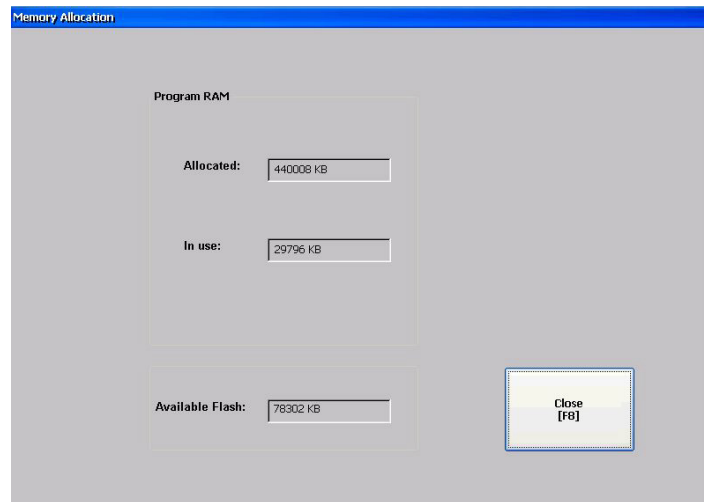 Memory Allocation
Program RAM
Allocated: 440008 KB
In use: 29796 KB
Available Flash: 78302 KB
Close
[F8]